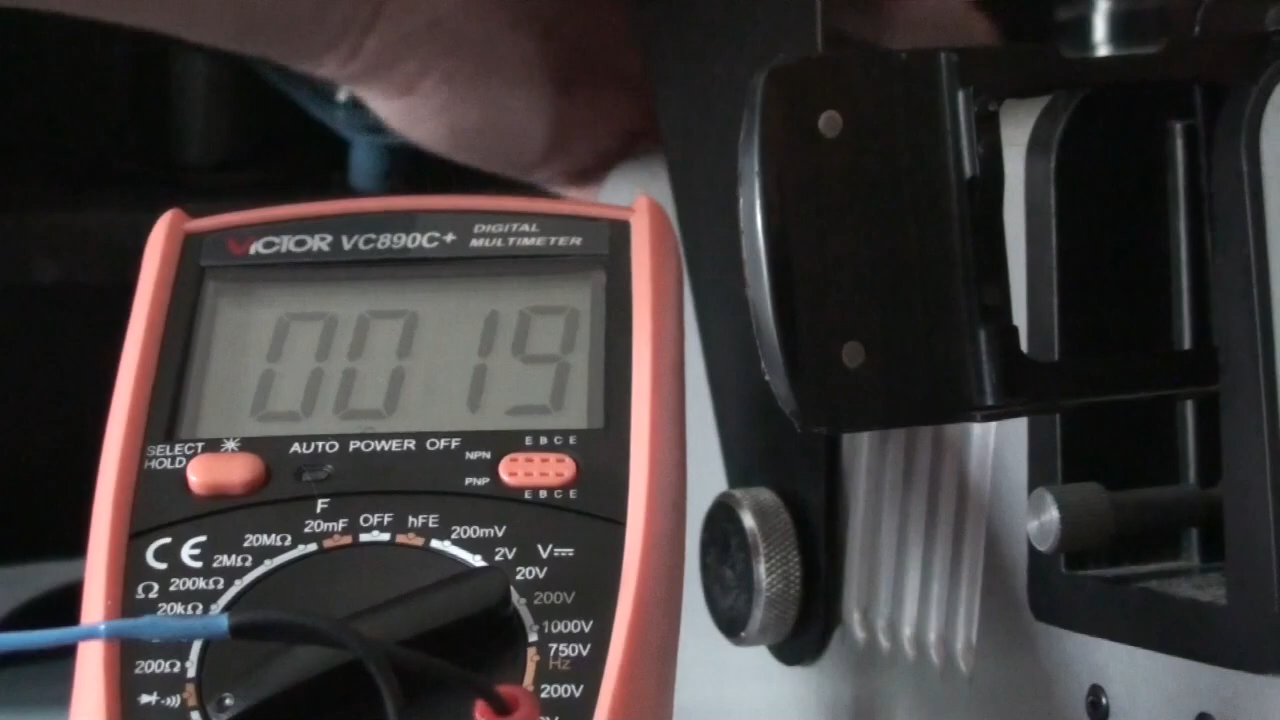 VICTOR VC890C+ DIGITAL MULTIMETER
0019
SELECT
HOLD
AUTO POWER OFF
E B C E
NPN
PNP
E B C E
F
20mF
OFF
hFE
200mV
2V
V
20V
200V
1000V
750V
Hz
200V
CE
20MΩ
2MΩ
Ω
200kΩ
20kΩ
200Ω